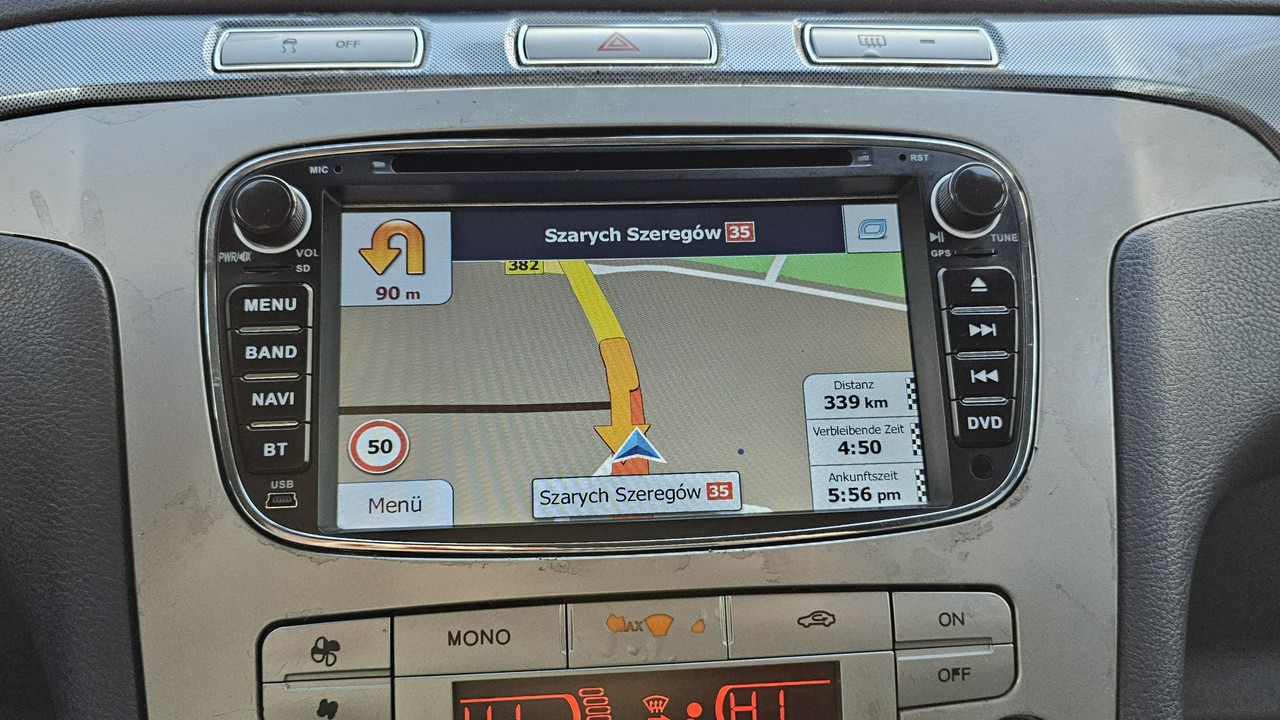 OFF
MIC
RST
PWR/
VOL
SD
TUNE
GPS
MENU
BAND
NAVI
BT
USB
DVD
Szarych Szeregów 35
90 m
382
50
Menü
Szarych Szeregów 35
Distanz
339 km
Verbleibende Zeit
4:50
Ankunftszeit
5:56 pm
MONO
MAX
ON
OFF
HI